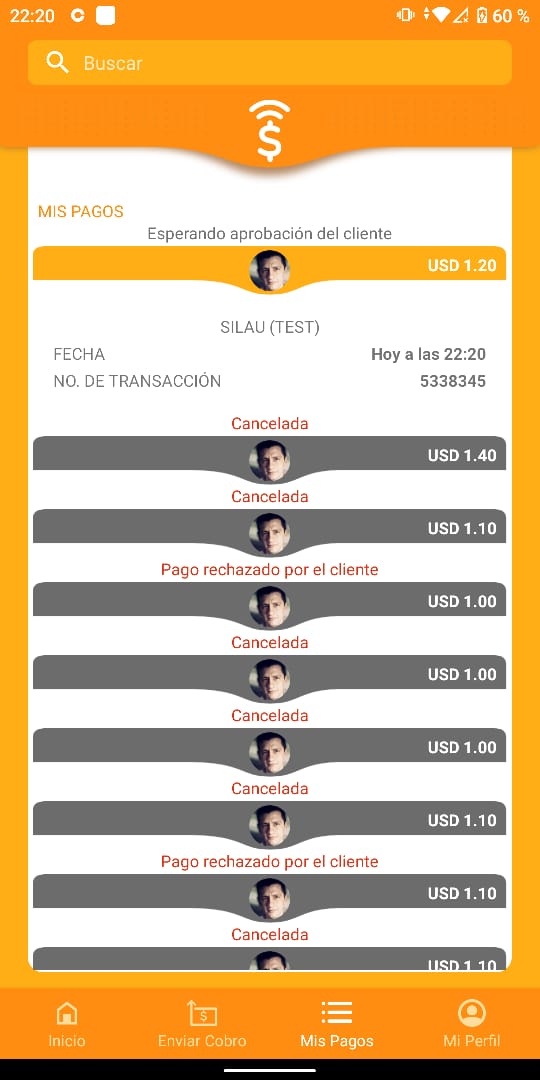 22:20
60 %
Buscar
$
MIS PAGOS
Esperando aprobación del cliente
USD 1.20
SILAU (TEST)
FECHA Hoy a las 22:20
NO. DE TRANSACCIÓN 5338345
Cancelada
USD 1.40
Cancelada
USD 1.10
Pago rechazado por el cliente
USD 1.00
Cancelada
USD 1.00
Cancelada
USD 1.00
Cancelada
USD 1.10
Pago rechazado por el cliente
USD 1.10
Cancelada
USD 1.10
$
Inicio Enviar Cobro Mis Pagos Mi Perfil